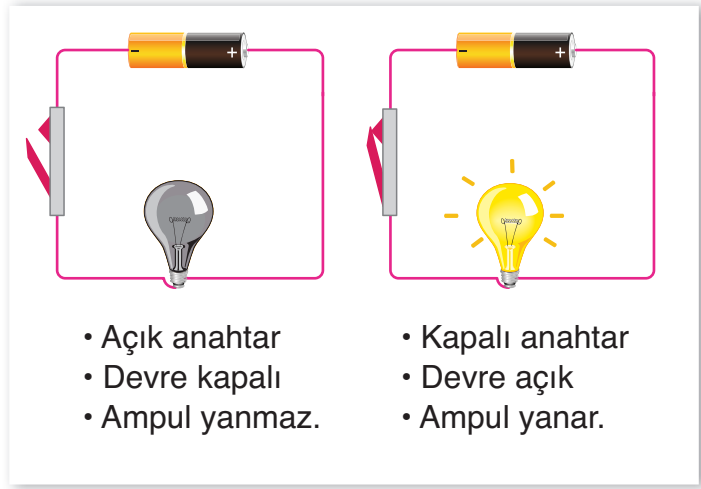 - +
- +
• Açık anahtar
• Devre kapalı
• Ampul yanmaz.
• Kapalı anahtar
• Devre açık
• Ampul yanar.